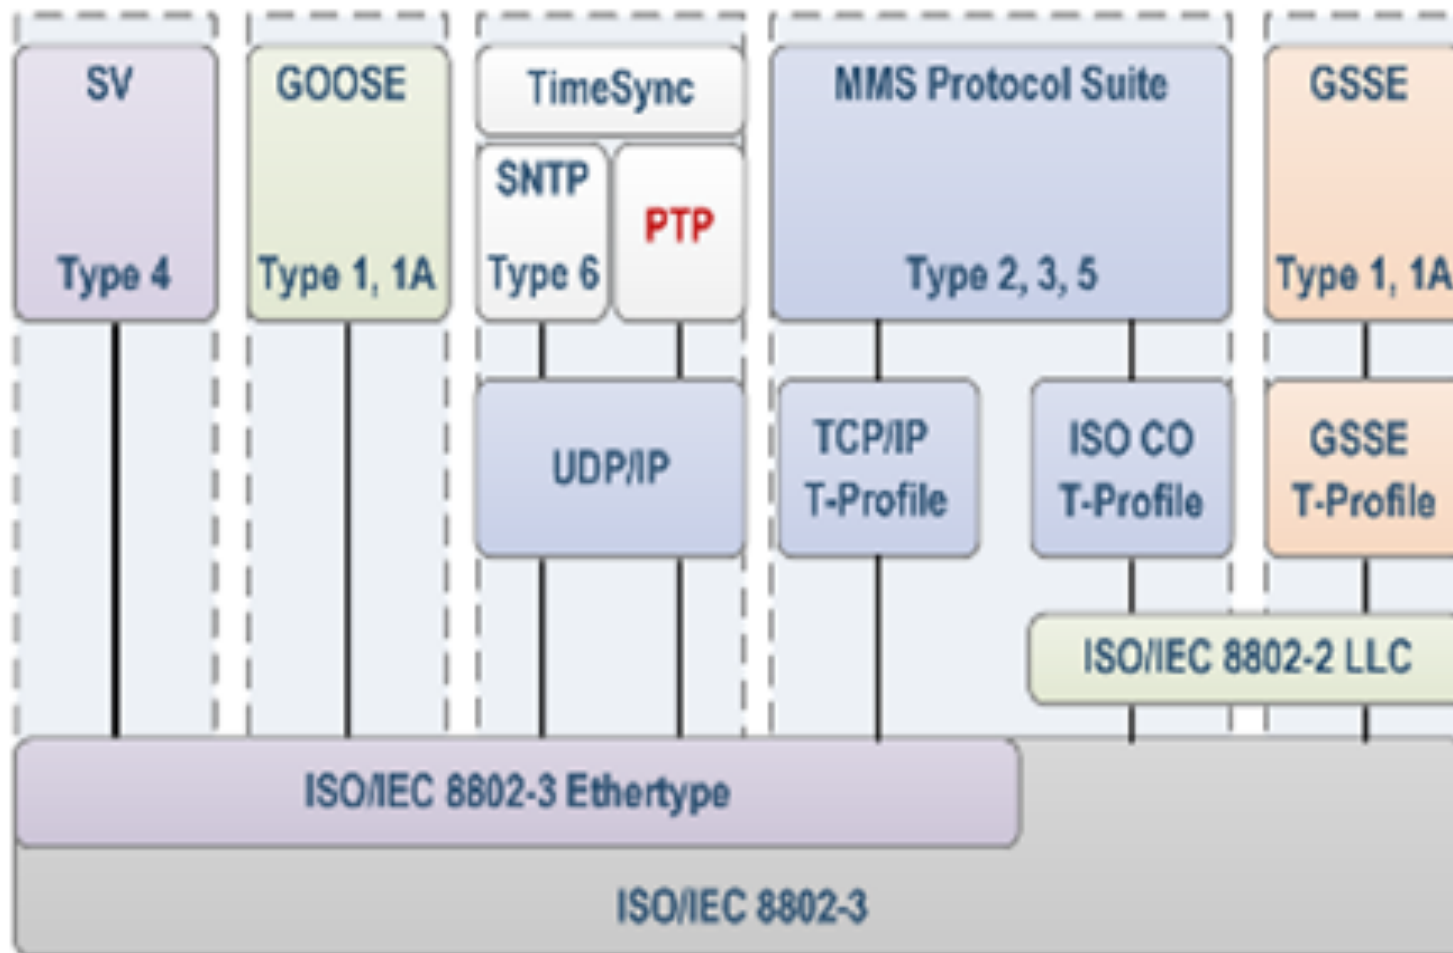 SV
Type 4
GOOSE
Type 1, 1A
TimeSync
SNTP
Type 6
PTP
MMS Protocol Suite
Type 2, 3, 5
GSSE
Type 1, 1A
UDP/IP
TCP/IP
T-Profile
ISO CO
T-Profile
GSSE
T-Profile
ISO/IEC 8802-2 LLC
ISO/IEC 8802-3 Ethertype
ISO/IEC 8802-3